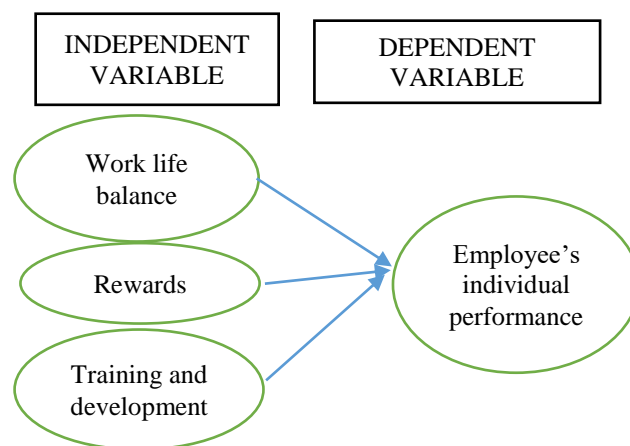 INDEPENDENT
VARIABLE
DEPENDENT
VARIABLE
Work life
balance
Rewards
Training and
development
Employee’s
individual
performance